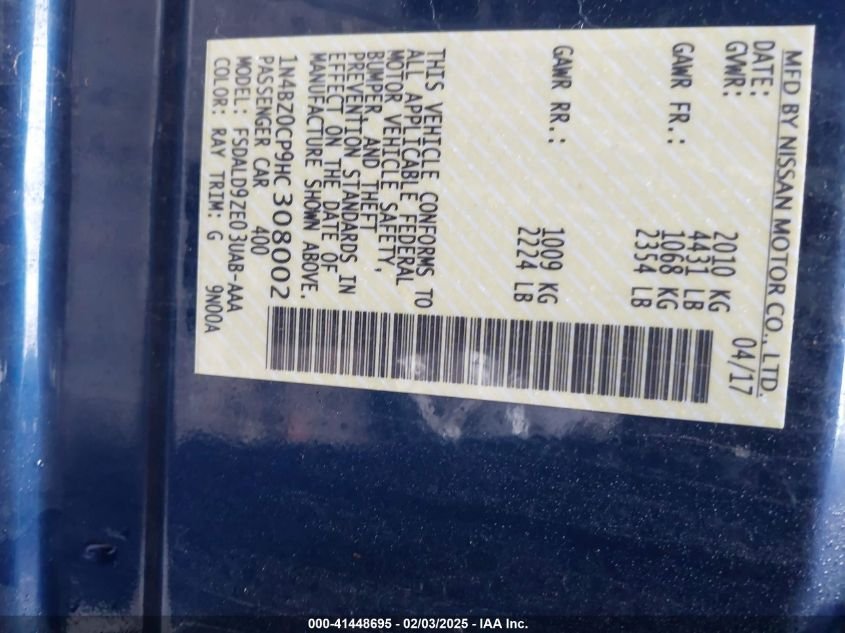 MFD BY NISSAN MOTOR CO., LTD.
DATE: 04/17
GVWR: 2010 KG
4431 LB
GAWR FR.: 1068 KG
2354 LB
GAWR RR.: 1009 KG
2224 LB
THIS VEHICLE CONFORMS TO
ALL APPLICABLE FEDERAL
MOTOR VEHICLE SAFETY,
BUMPER, AND THEFT
PREVENTION STANDARDS IN
EFFECT ON THE DATE OF
MANUFACTURE SHOWN ABOVE.
1N4BZ0CP9HC308002
PASSENGER CAR 400
MODEL: FSDALD9ZE0 3UAB-AAA
COLOR: RAY TRIM: G 9N00A
000-41448695 - 02/03/2025 - IAA Inc.